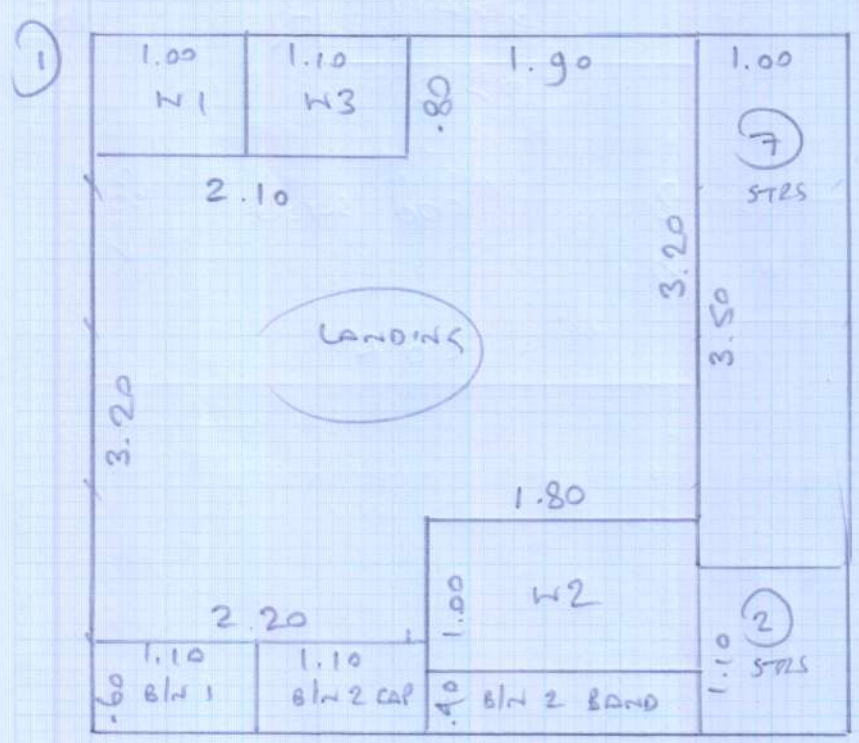 1
1.00
W1
1.10
W3
.80
1.90
1.00
7
STRS
2.10
LANDING
3.20
3.50
3.20
1.80
1.00
W2
2
STRS
1.10
2.20
.60
1.10
B/N 1
1.10
B/N 2 CAP
.40
B/N 2 BAND